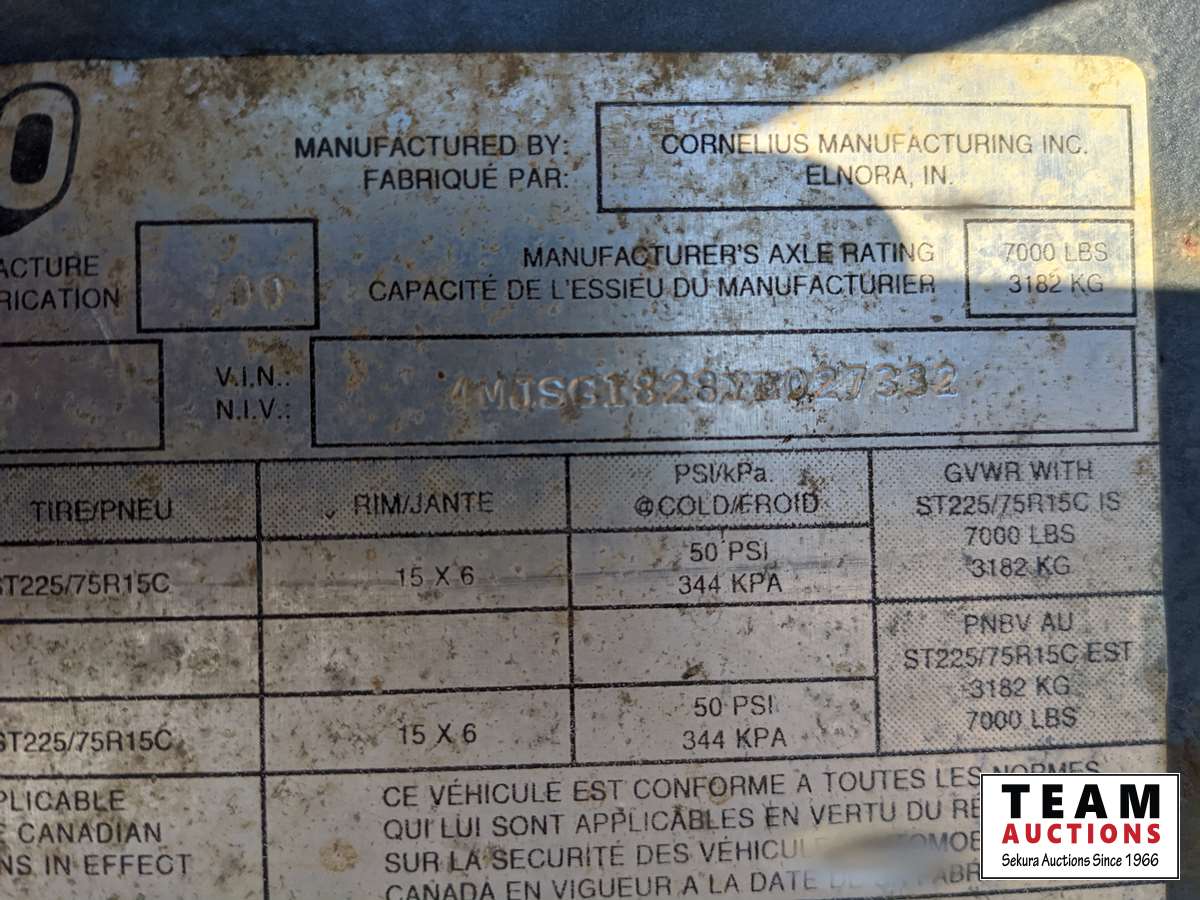 O
MANUFACTURED BY:
FABRIQUÉ PAR:
CORNELIUS MANUFACTURING INC.
ELNORA, IN.
ACTURE
RICATION
00
MANUFACTURER'S AXLE RATING
CAPACITÉ DE L'ESSIEU DU MANUFACTURIER
7000 LBS
3182 KG
V.I.N.:
N.I.V.:
TIRE/PNEU
RIM/JANTE
PSI/kPa
@COLD/FROID
GVWR WITH
ST225/75R15C IS
7000 LBS
3182 KG
ST225/75R15C
15 X 6
50 PSI
344 KPA
PNBV AU
ST225/75R15C EST
3182 KG
7000 LBS
ST225/75R15C
15 X 6
50 PSI
344 KPA
PLICABLE
CANADIAN
NS IN EFFECT
CE VÉHICULE EST CONFORME A TOUTES LES NORMES
QUI LUI SONT APPLICABLES EN VERTU DU
SUR LA SECURITÉ DES
CANADA EN VIGUEUR A LA DATE
TEAM
AUCTIONS
Sekura Auctions Since 1966